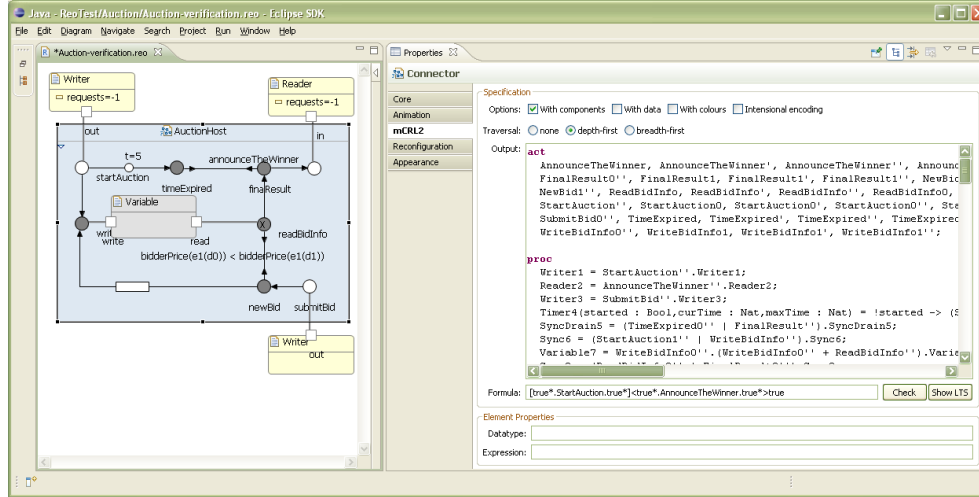 Java - ReoTest/Auction/Auction-verification.reo - Eclipse SDK
File Edit Diagram Navigate Search Project Run Window Help
*Auction-verification.reo
Writer
requests=-1
Reader
requests=-1
out
AuctionHost
in
t=5
announceTheWinner
startAuction
timeExpired
finalResult
Variable
write
read
X
readBidInfo
bidderPrice(e1(d0)) < bidderPrice(e1(d1))
newBid
submitBid
Writer
out
Properties
Connector
Core
Animation
mCRL2
Reconfiguration
Appearance
Specification
Options: With components With data With colours Intensional encoding
Traversal: none depth-first breadth-first
Output:
act
AnnounceTheWinner, AnnounceTheWinner', AnnounceTheWinner'', Announc
FinalResult0'', FinalResult1, FinalResult1', FinalResult1'', NewBid
NewBid1'', ReadBidInfo, ReadBidInfo', ReadBidInfo'', ReadBidInfo0,
StartAuction'', StartAuction0, StartAuction0', StartAuction0'', Sta
SubmitBid0'', TimeExpired, TimeExpired', TimeExpired'', TimeExpired
WriteBidInfo0'', WriteBidInfo1, WriteBidInfo1', WriteBidInfo1'';
proc
Writer1 = StartAuction''.Writer1;
Reader2 = AnnounceTheWinner''.Reader2;
Writer3 = SubmitBid''.Writer3;
Timer4(started : Bool,curTime : Nat,maxTime : Nat) = !started -> (S
SyncDrain5 = (TimeExpired0'' | FinalResult'').SyncDrain5;
Sync6 = (StartAuction1'' | WriteBidInfo'').Sync6;
Variable7 = WriteBidInfo0''.(WriteBidInfo0'' + ReadBidInfo'').Varia
Formula: [true*.StartAuction.true*]<true*.AnnounceTheWinner.true*>true
Check Show LTS
Element Properties
Datatype:
Expression: